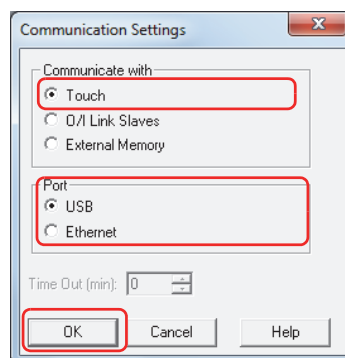 Communication Settings
Communicate with
Touch
O/I Link Slaves
External Memory
Port
USB
Ethernet
Time Out (min): 0
OK Cancel Help